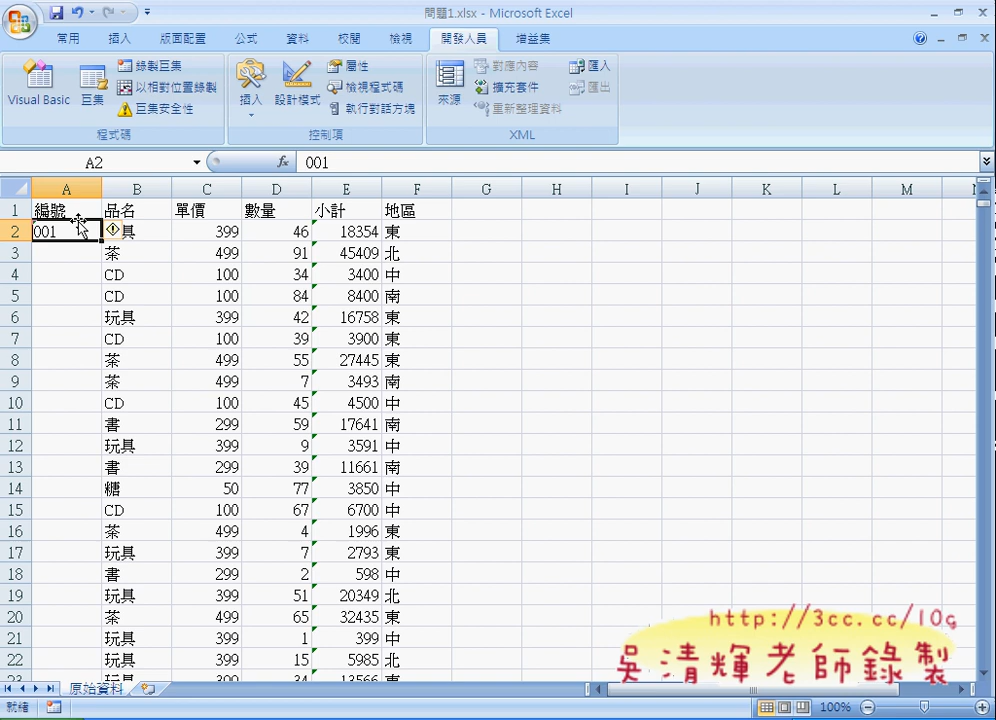 問題1.xlsx - Microsoft Excel
常用 插入 版面配置 公式 資料 校閱 檢視 開發人員 增益集
Visual Basic 巨集 錄製巨集 以相對位置錄製 巨集安全性 程式碼
插入 設計模式 屬性 檢視程式碼 執行對話方塊 控制項
來源 對應內容 擴充套件 重新整理資料 匯入 匯出 XML
A2 fx 001
A B C D E F G H I J K L M
1 編號 品名 單價 數量 小計 地區
2 001 具 399 46 18354 東
3 茶 499 91 45409 北
4 CD 100 34 3400 中
5 CD 100 84 8400 南
6 玩具 399 42 16758 東
7 CD 100 39 3900 東
8 茶 499 55 27445 東
9 茶 499 7 3493 南
10 CD 100 45 4500 中
11 書 299 59 17641 南
12 玩具 399 9 3591 中
13 書 299 39 11661 南
14 糖 50 77 3850 中
15 CD 100 67 6700 中
16 茶 499 4 1996 東
17 玩具 399 7 2793 東
18 書 299 2 598 中
19 玩具 399 51 20349 北
20 茶 499 65 32435 東
21 玩具 399 1 399 中
22 玩具 399 15 5985 北
23 玩具 399 34 13566 東
http://3cc.cc/10g
吳清輝老師錄製
原始資料
就緒 100%